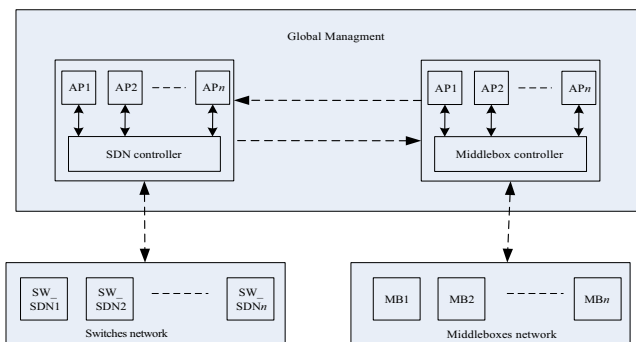 Global Managment
AP1 AP2 APn AP1 AP2 APn
SDN controller Middlebox controller
SW_ SW_ SW_
SDN1 SDN2 SDNn
MB1 MB2 MBn
Switches network Middleboxes network